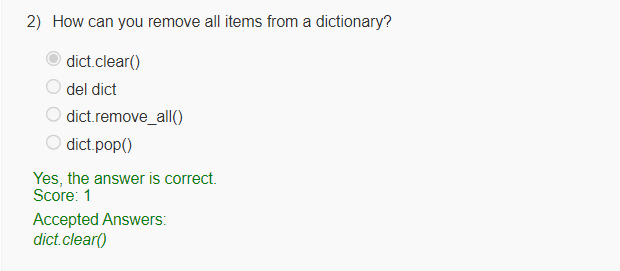 2) How can you remove all items from a dictionary?
dict.clear()
del dict
dict.remove_all()
dict.pop()
Yes, the answer is correct.
Score: 1
Accepted Answers:
dict.clear()